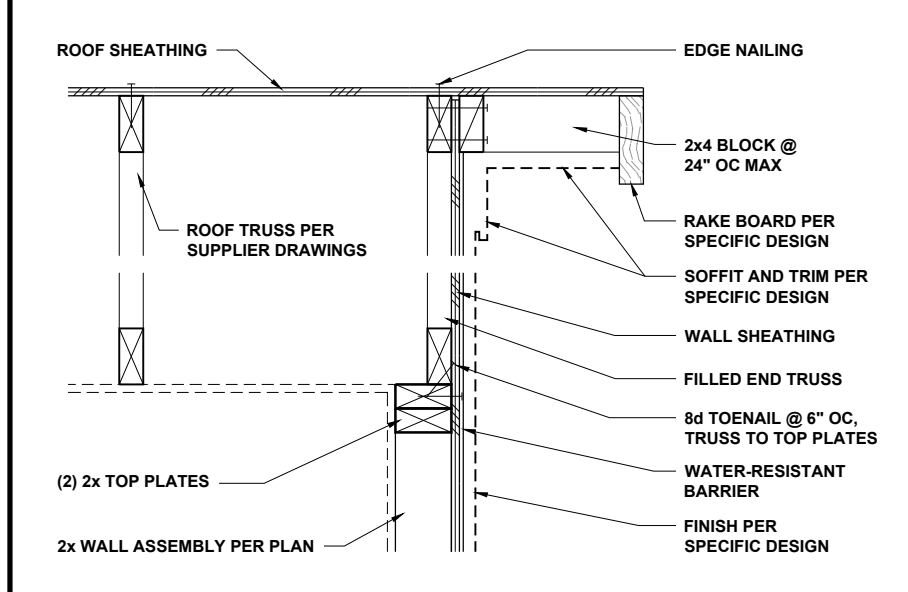 ROOF SHEATHING
EDGE NAILING
2x4 BLOCK @
24" OC MAX
ROOF TRUSS PER
SUPPLIER DRAWINGS
RAKE BOARD PER
SPECIFIC DESIGN
SOFFIT AND TRIM PER
SPECIFIC DESIGN
WALL SHEATHING
FILLED END TRUSS
8d TOENAIL @ 6" OC,
TRUSS TO TOP PLATES
(2) 2x TOP PLATES
WATER-RESISTANT
BARRIER
2x WALL ASSEMBLY PER PLAN
FINISH PER
SPECIFIC DESIGN